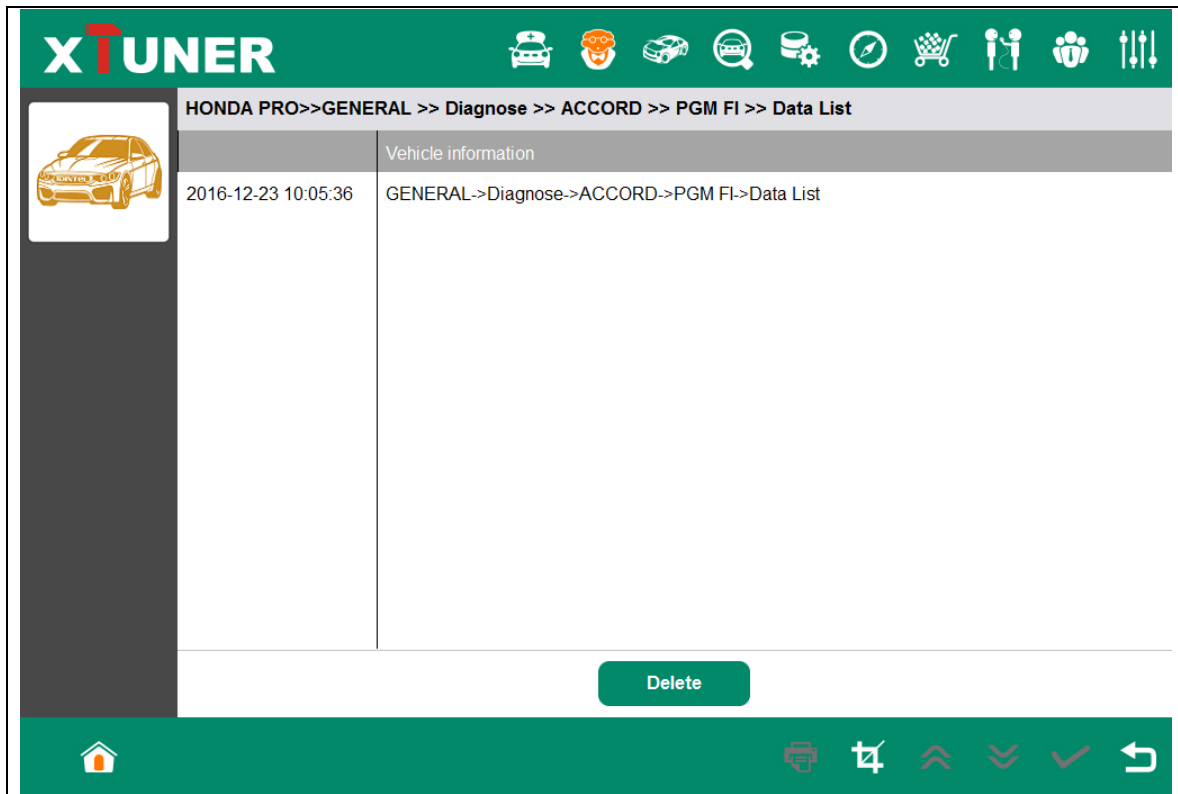 XTUNER
HONDA PRO>>GENERAL >> Diagnose >> ACCORD >> PGM FI >> Data List
Vehicle information
2016-12-23 10:05:36 GENERAL->Diagnose->ACCORD->PGM FI->Data List
Delete